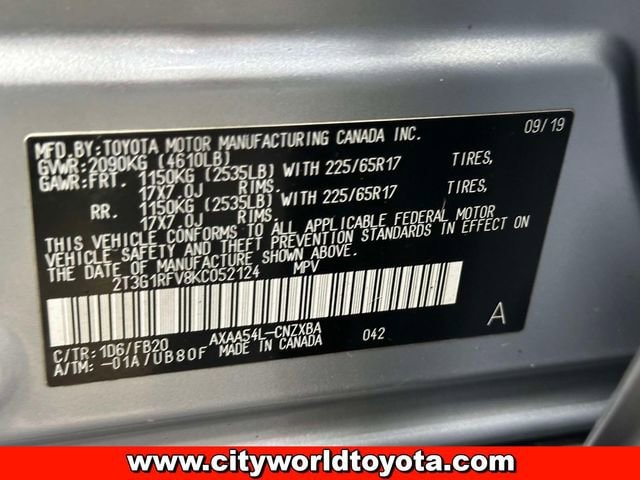 MFD.BY:TOYOTA MOTOR MANUFACTURING CANADA INC. 09/19
GVWR:2090KG (4610LB)
GAWR:FRT. 1150KG (2535LB) WITH 225/65R17 TIRES,
17X7.0J RIMS.
RR. 1150KG (2535LB) WITH 225/65R17 TIRES,
17X7.0J RIMS.
THIS VEHICLE CONFORMS TO ALL APPLICABLE FEDERAL MOTOR
VEHICLE SAFETY AND THEFT PREVENTION STANDARDS IN EFFECT ON
THE DATE OF MANUFACTURE SHOWN ABOVE.
2T3G1RFV8KC052124 MPV
C/TR: 1D6/FB20 AXAA54L-CNZXBA 042 A
A/TM: -01A/UB80F MADE IN CANADA
www.cityworldtoyota.com